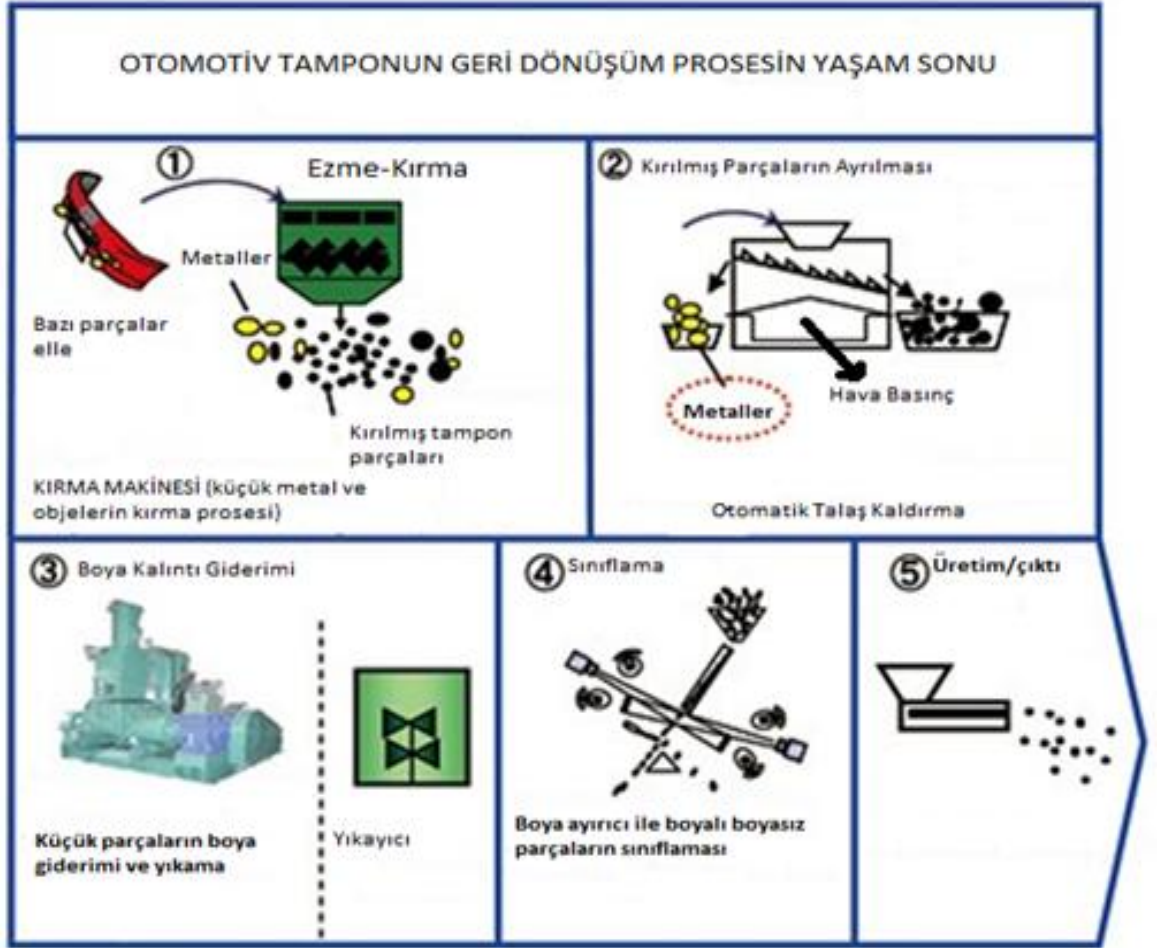 OTOMOTİV TAMPONUN GERİ DÖNÜŞÜM PROSESİN YAŞAM SONU
①
Ezme-Kırma
Metaller
Bazı parçalar
elle
Kırılmış tampon
parçaları
KIRMA MAKİNESİ (küçük metal ve
objelerin kırma prosesi)
② Kırılmış Parçaların Ayrılması
Hava Basınç
Metaller
Otomatik Talaş Kaldırma
③ Boya Kalıntı Giderimi
Küçük parçaların boya
giderimi ve yıkama
Yıkayıcı
④ Sınıflama
Boya ayırıcı ile boyalı boyasız
parçaların sınıflaması
⑤ Üretim/çıktı